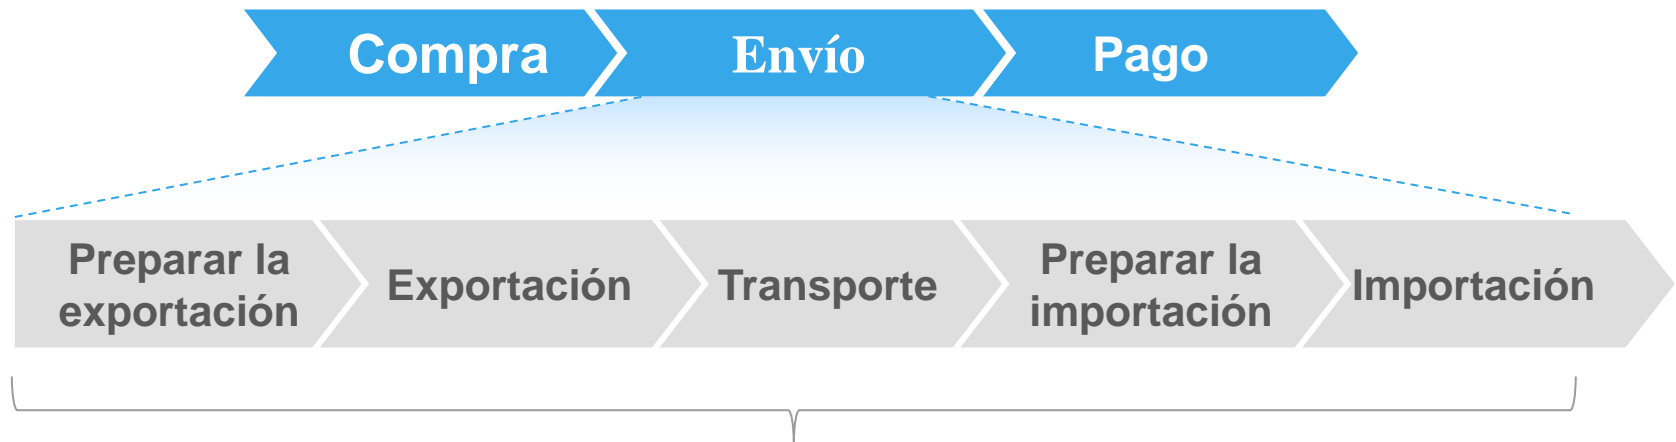 Compra Envío Pago
Preparar la
exportación
Exportación
Transporte
Preparar la
importación
Importación